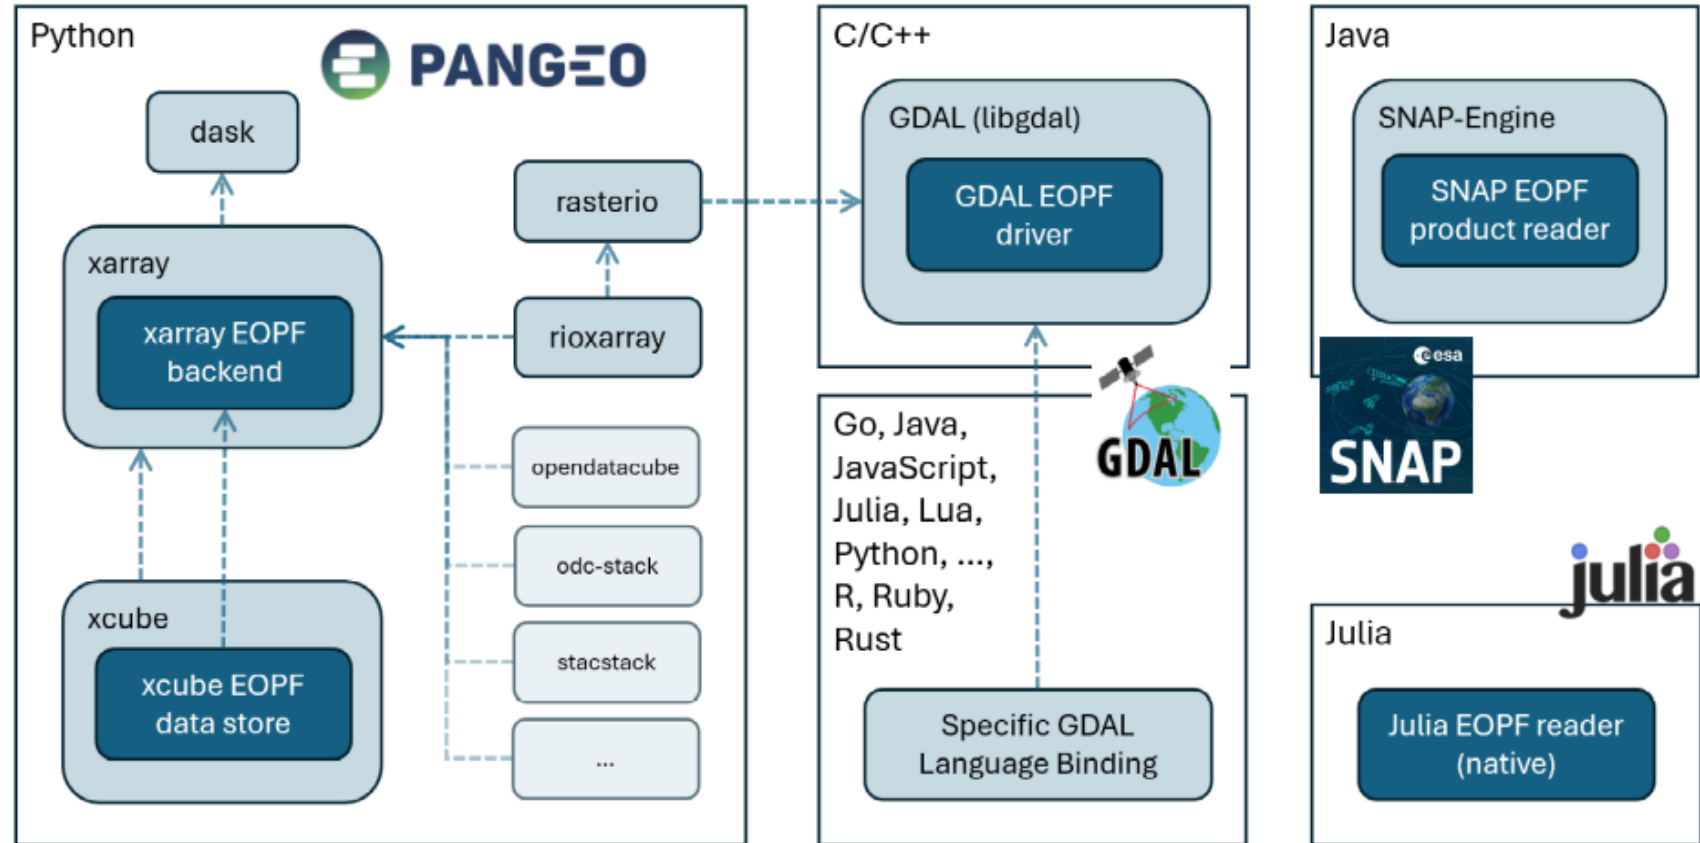 Python
PANGEO
dask
xarray
xarray EOPF
backend
xcube
xcube EOPF
data store
rasterio
rioxarray
opendatacube
odc-stack
stacstack
...
C/C++
GDAL (libgdal)
GDAL EOPF
driver
GDAL
Go, Java,
JavaScript,
Julia, Lua,
Python, ...,
R, Ruby,
Rust
Specific GDAL
Language Binding
Java
SNAP-Engine
SNAP EOPF
product reader
esa
SNAP
julia
Julia
Julia EOPF reader
(native)